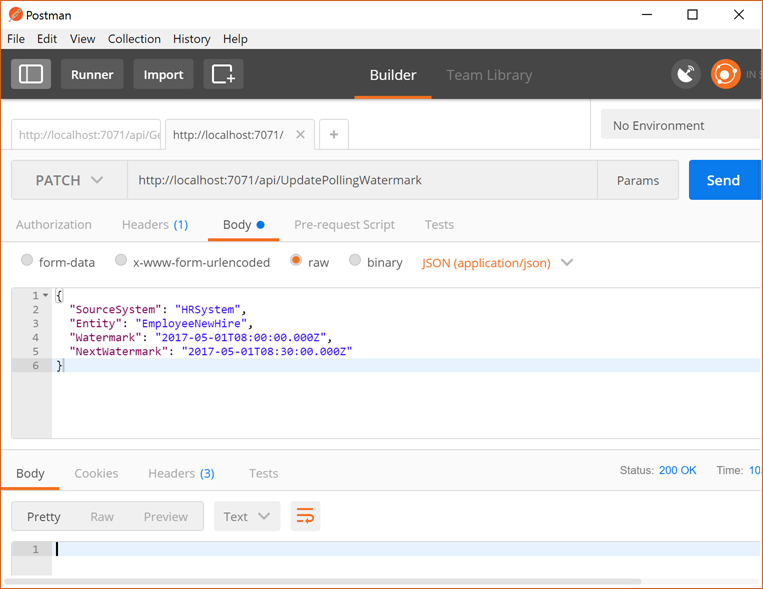 Postman
File Edit View Collection History Help
Runner Import Builder Team Library IN S
http://localhost:7071/api/Ge http://localhost:7071/ × + No Environment
PATCH http://localhost:7071/api/UpdatePollingWatermark Params Send
Authorization Headers (1) Body Pre-request Script Tests
form-data x-www-form-urlencoded raw binary JSON (application/json)
1 {
2 "SourceSystem": "HRSystem",
3 "Entity": "EmployeeNewHire",
4 "Watermark": "2017-05-01T08:00:00.000Z",
5 "NextWatermark": "2017-05-01T08:30:00.000Z"
6 }
Body Cookies Headers (3) Tests Status: 200 OK Time: 10
Pretty Raw Preview Text
1